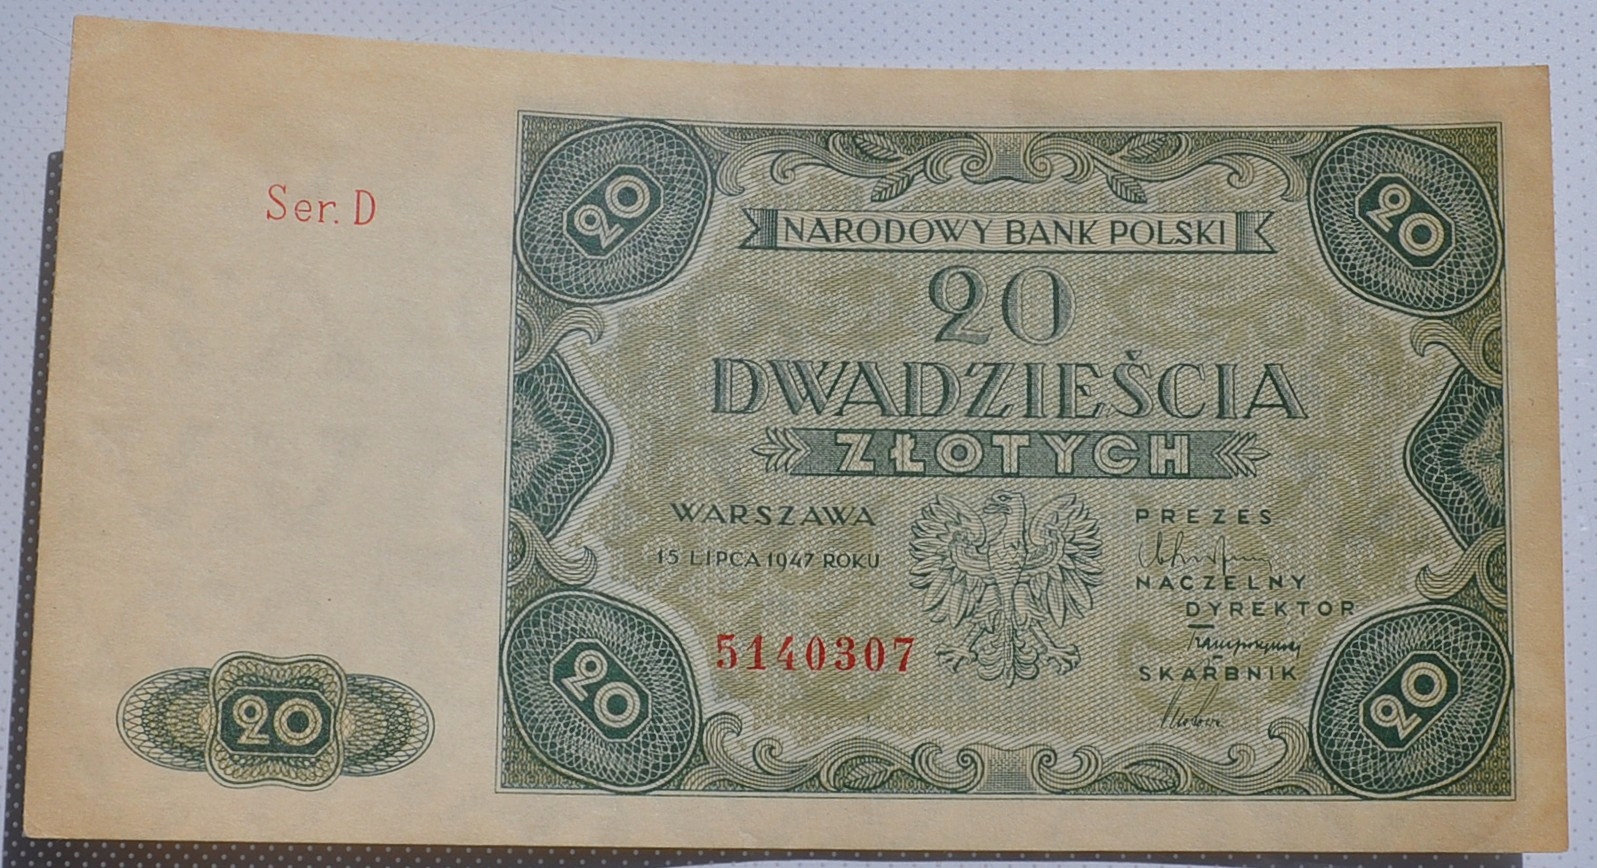 Ser. D
20
20
NARODOWY BANK POLSKI
20
DWADZIEŚCIA
ZŁOTYCH
WARSZAWA
15 LIPCA 1947 ROKU
5140307
PREZES
NACZELNY
DYREKTOR
SKARBNIK
20
20
20